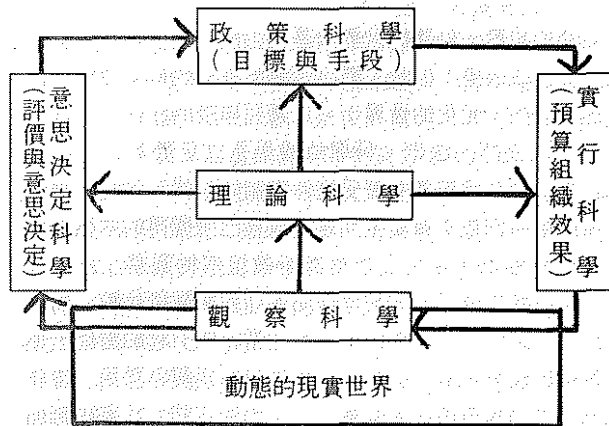 政策科學
(目標與手段)
意思決定科學
(評價與意思決定)
理論科學
實行科學
(預算組織效果)
觀察科學
動態的現實世界